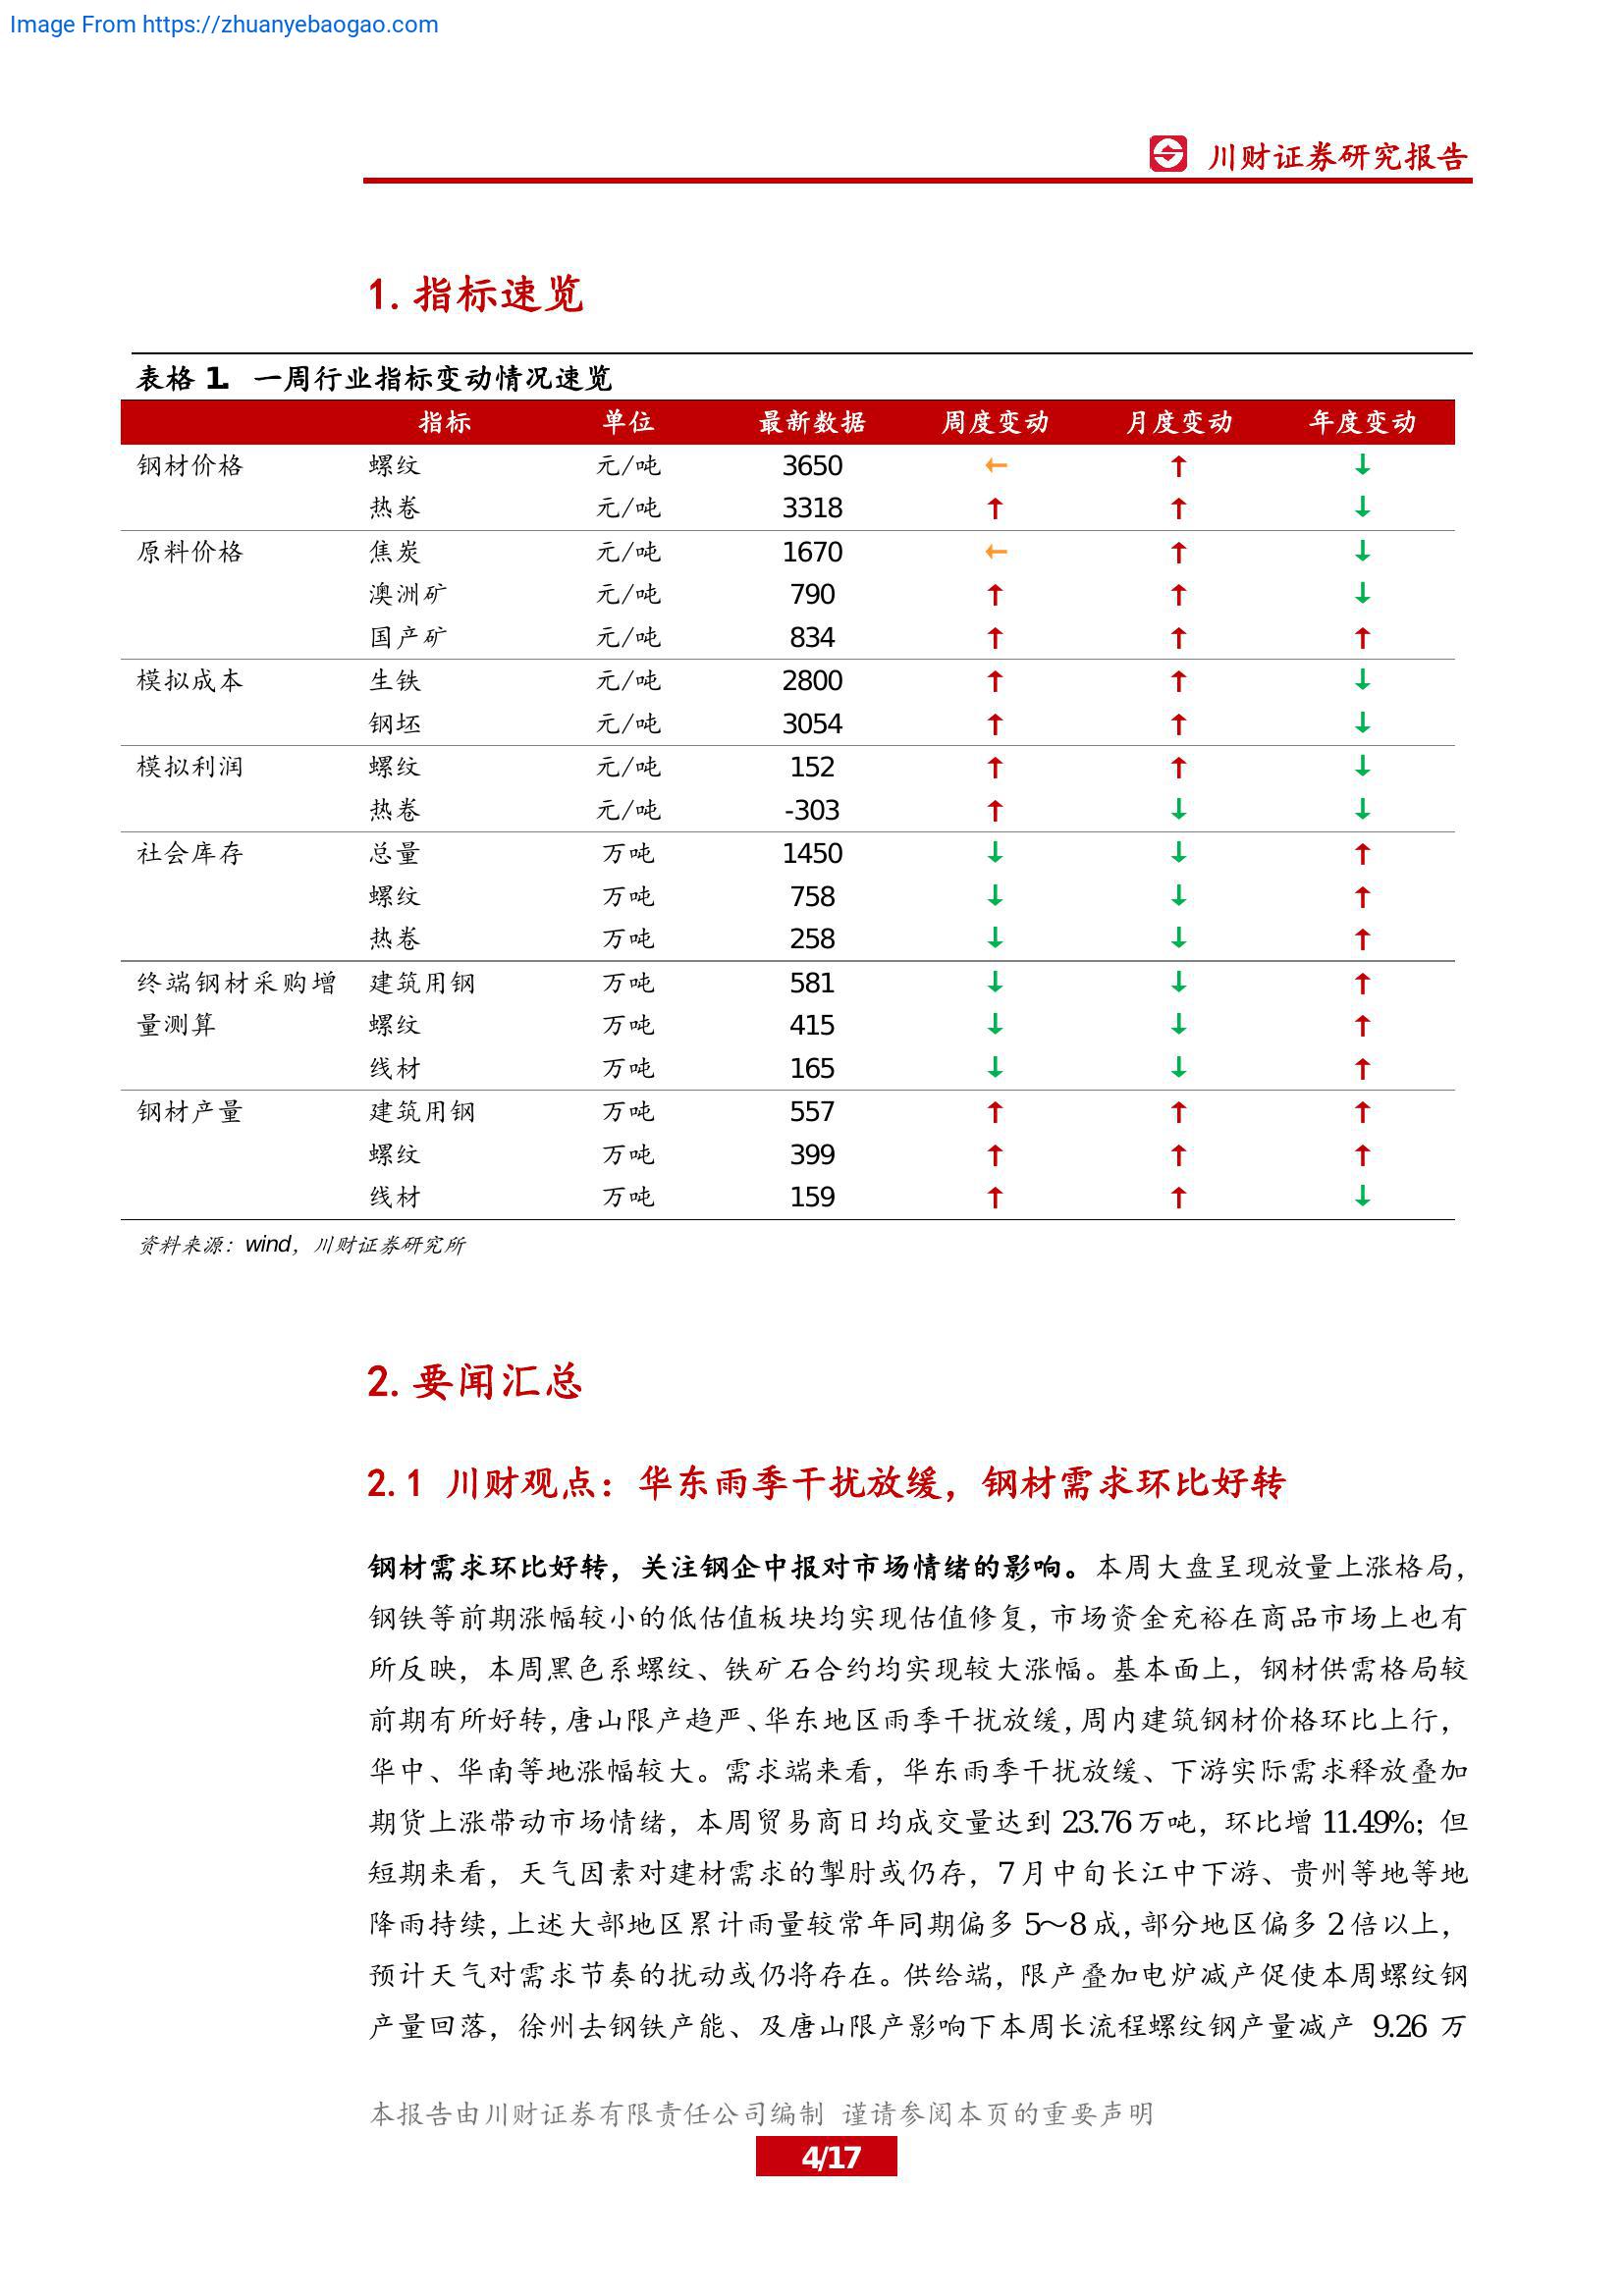 Image From https://zhuanyebaogao.com
川财证券研究报告
1. 指标速览
表格 1. 一周行业指标变动情况速览
指标 单位 最新数据 周度变动 月度变动 年度变动
钢材价格 螺纹 元/吨 3650 ← ↑ ↓
热卷 元/吨 3318 ↑ ↑ ↓
原料价格 焦炭 元/吨 1670 ← ↑ ↓
澳洲矿 元/吨 790 ↑ ↑ ↓
国产矿 元/吨 834 ↑ ↑ ↑
模拟成本 生铁 元/吨 2800 ↑ ↑ ↓
钢坯 元/吨 3054 ↑ ↑ ↓
模拟利润 螺纹 元/吨 152 ↑ ↑ ↓
热卷 元/吨 -303 ↑ ↓ ↓
社会库存 总量 万吨 1450 ↓ ↓ ↑
螺纹 万吨 758 ↓ ↓ ↑
热卷 万吨 258 ↓ ↓ ↑
终端钢材采购增 建筑用钢 万吨 581 ↓ ↓ ↑
量测算 螺纹 万吨 415 ↓ ↓ ↑
线材 万吨 165 ↓ ↓ ↑
钢材产量 建筑用钢 万吨 557 ↑ ↑ ↑
螺纹 万吨 399 ↑ ↑ ↑
线材 万吨 159 ↑ ↑ ↓
资料来源：wind，川财证券研究所
2. 要闻汇总
2.1 川财观点：华东雨季干扰放缓，钢材需求环比好转
钢材需求环比好转，关注钢企中报对市场情绪的影响。本周大盘呈现放量上涨格局，
钢铁等前期涨幅较小的低估值板块均实现估值修复，市场资金充裕在商品市场上也有
所反映，本周黑色系螺纹、铁矿石合约均实现较大涨幅。基本面上，钢材供需格局较
前期有所好转，唐山限产趋严、华东地区雨季干扰放缓，周内建筑钢材价格环比上行，
华中、华南等地涨幅较大。需求端来看，华东雨季干扰放缓、下游实际需求释放叠加
期货上涨带动市场情绪，本周贸易商日均成交量达到 23.76 万吨，环比增 11.49%；但
短期来看，天气因素对建材需求的掣肘或仍存，7 月中旬长江中下游、贵州等地等地
降雨持续，上述大部地区累计雨量较常年同期偏多 5～8 成，部分地区偏多 2 倍以上，
预计天气对需求节奏的扰动或仍将存在。供给端，限产叠加电炉减产促使本周螺纹钢
产量回落，徐州去钢铁产能、及唐山限产影响下本周长流程螺纹钢产量减产 9.26 万
本报告由川财证券有限责任公司编制 谨请参阅本页的重要声明
4/17